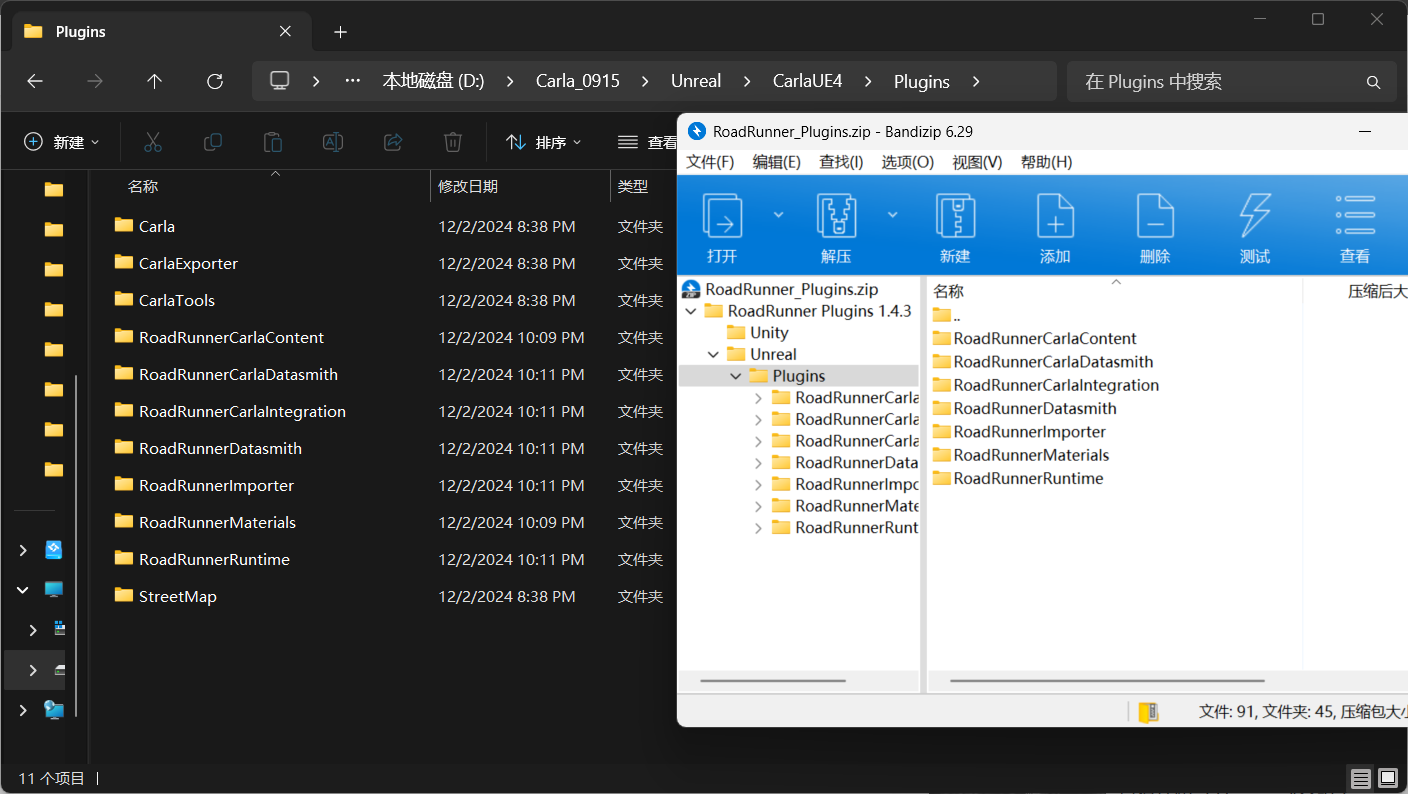 Plugins
本地磁盘 (D:) Carla_0915 Unreal CarlaUE4 Plugins
在 Plugins 中搜索
新建 排序 查看
名称 修改日期 类型
Carla 12/2/2024 8:38 PM 文件夹
CarlaExporter 12/2/2024 8:38 PM 文件夹
CarlaTools 12/2/2024 8:38 PM 文件夹
RoadRunnerCarlaContent 12/2/2024 10:09 PM 文件夹
RoadRunnerCarlaDatasmith 12/2/2024 10:11 PM 文件夹
RoadRunnerCarlaIntegration 12/2/2024 10:11 PM 文件夹
RoadRunnerDatasmith 12/2/2024 10:11 PM 文件夹
RoadRunnerImporter 12/2/2024 10:11 PM 文件夹
RoadRunnerMaterials 12/2/2024 10:09 PM 文件夹
RoadRunnerRuntime 12/2/2024 10:11 PM 文件夹
StreetMap 12/2/2024 8:38 PM 文件夹
11 个项目
RoadRunner_Plugins.zip - Bandizip 6.29
文件(F) 编辑(E) 查找(I) 选项(O) 视图(V) 帮助(H)
打开 解压 新建 添加 删除 测试 查看
RoadRunner_Plugins.zip
RoadRunner Plugins 1.4.3
Unity
Unreal
Plugins
RoadRunnerCarla
RoadRunnerCarla
RoadRunnerCarla
RoadRunnerData
RoadRunnerImpo
RoadRunnerMate
RoadRunnerRunt
名称 压缩后大
..
RoadRunnerCarlaContent
RoadRunnerCarlaDatasmith
RoadRunnerCarlaIntegration
RoadRunnerDatasmith
RoadRunnerImporter
RoadRunnerMaterials
RoadRunnerRuntime
文件: 91, 文件夹: 45, 压缩包大小